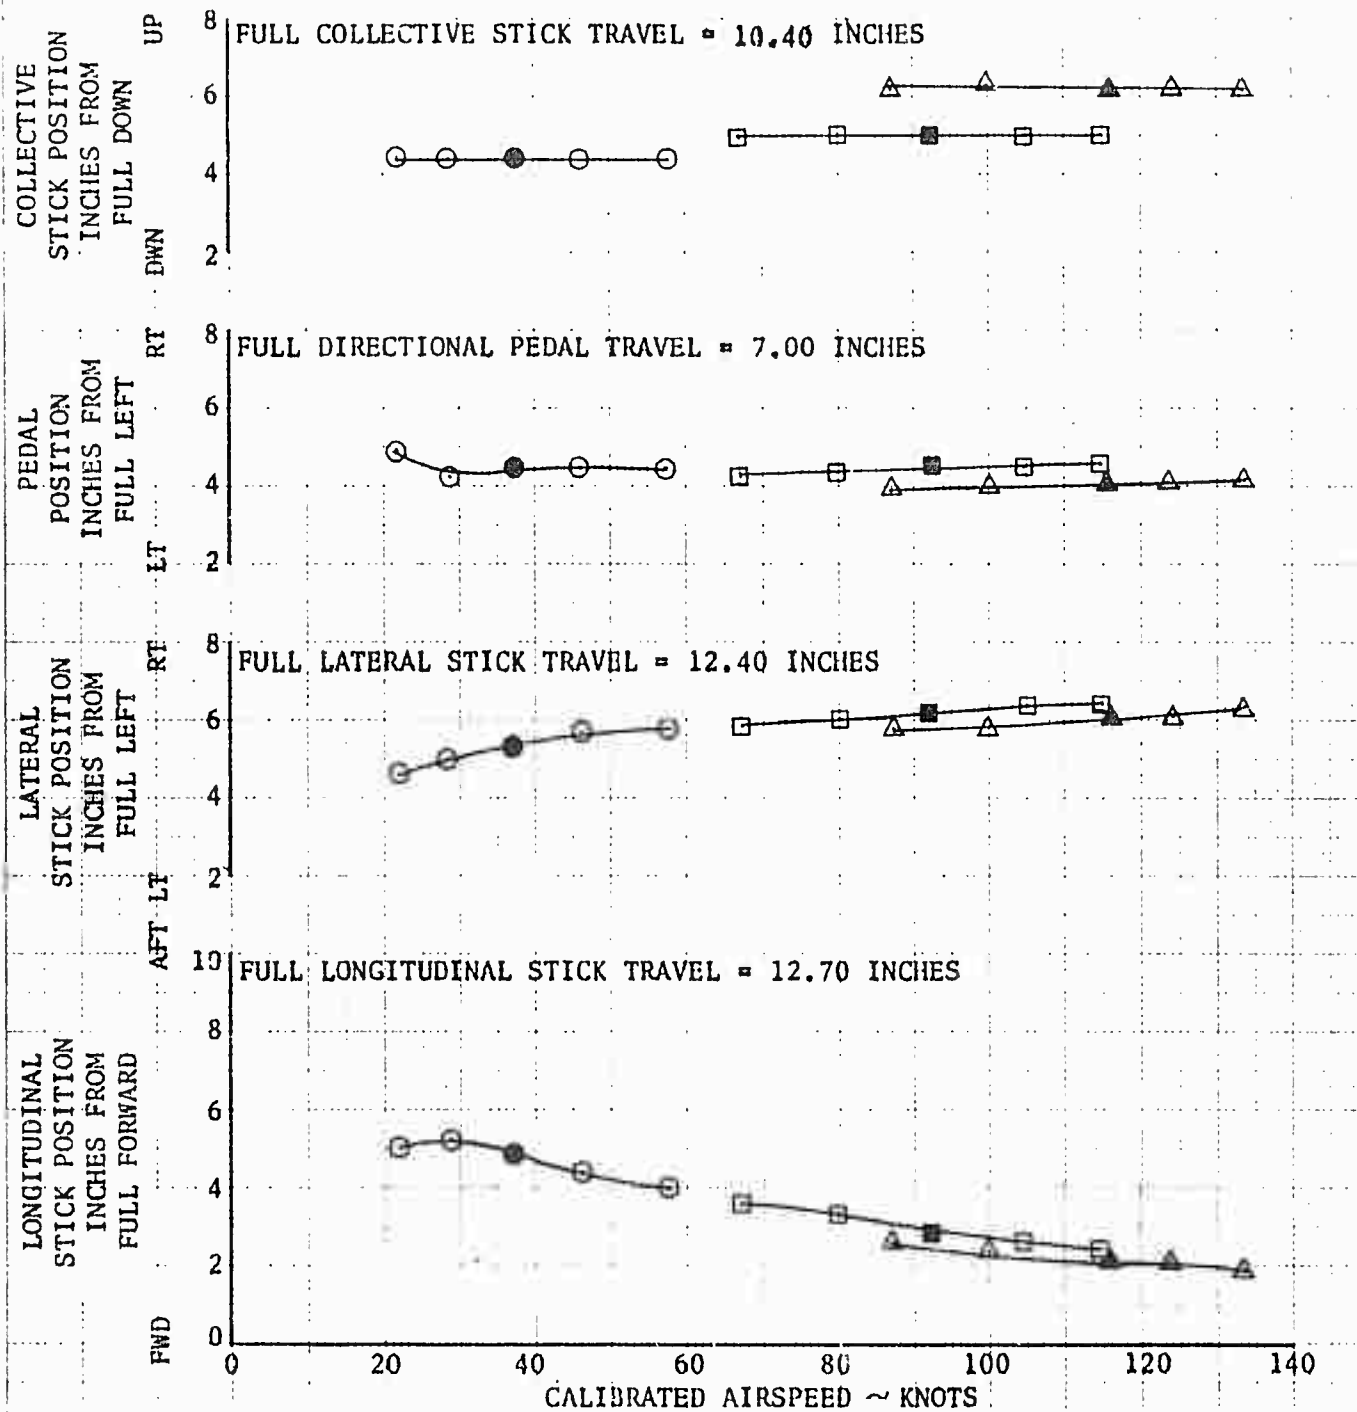 COLLECTIVE
STICK POSITION
INCHES FROM
FULL DOWN
DWN UP
8
6
4
2
FULL COLLECTIVE STICK TRAVEL = 10.40 INCHES
PEDAL
POSITION
INCHES FROM
FULL LEFT
LT RT
8
6
4
2
FULL DIRECTIONAL PEDAL TRAVEL = 7.00 INCHES
LATERAL
STICK POSITION
INCHES FROM
FULL LEFT
LT RT
8
6
4
2
FULL LATERAL STICK TRAVEL = 12.40 INCHES
LONGITUDINAL
STICK POSITION
INCHES FROM
FULL FORWARD
FWD AFT
10
8
6
4
2
0
FULL LONGITUDINAL STICK TRAVEL = 12.70 INCHES
0 20 40 60 80 100 120 140
CALIBRATED AIRSPEED ~ KNOTS